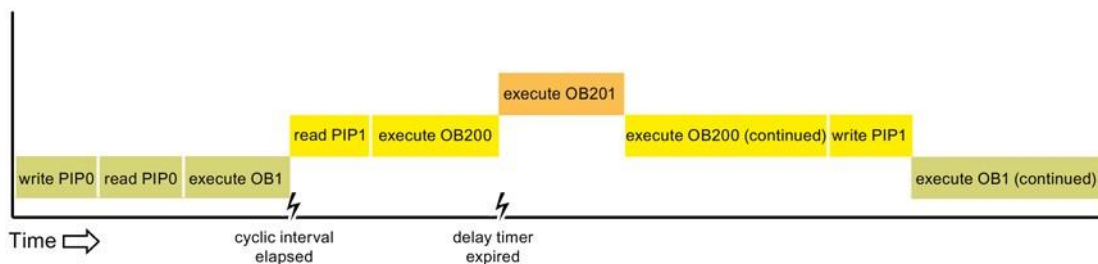 execute OB201
read PIP1
execute OB200
execute OB200 (continued)
write PIP1
write PIP0
read PIP0
execute OB1
execute OB1 (continued)
Time
cyclic interval
elapsed
delay timer
expired